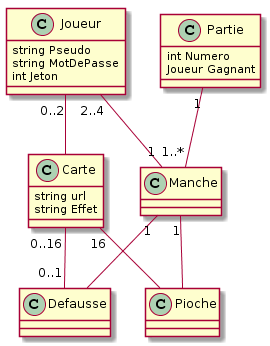 C Joueur
string Pseudo
string MotDePasse
int Jeton
C Partie
int Numero
Joueur Gagnant
0..2
2..4
1
1
1..*
C Carte
string url
string Effet
C Manche
0..16
16
1
1
0..1
C Defausse
C Pioche